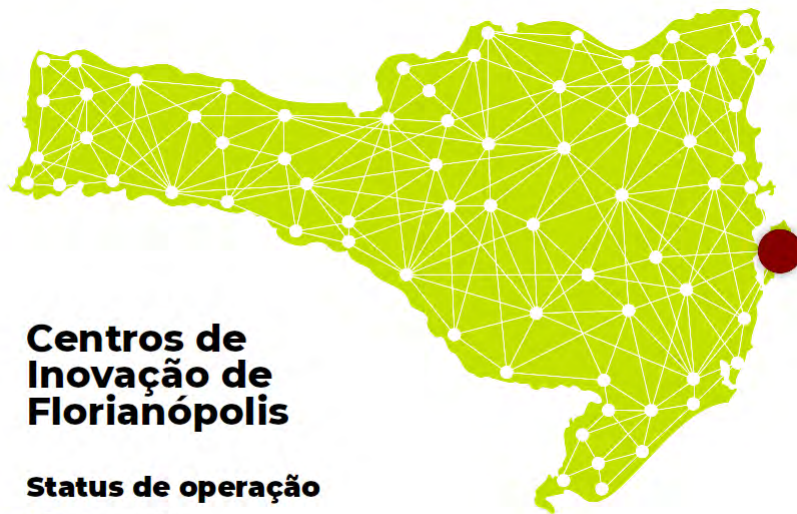 Centros de
Inovação de
Florianópolis
Status de operação